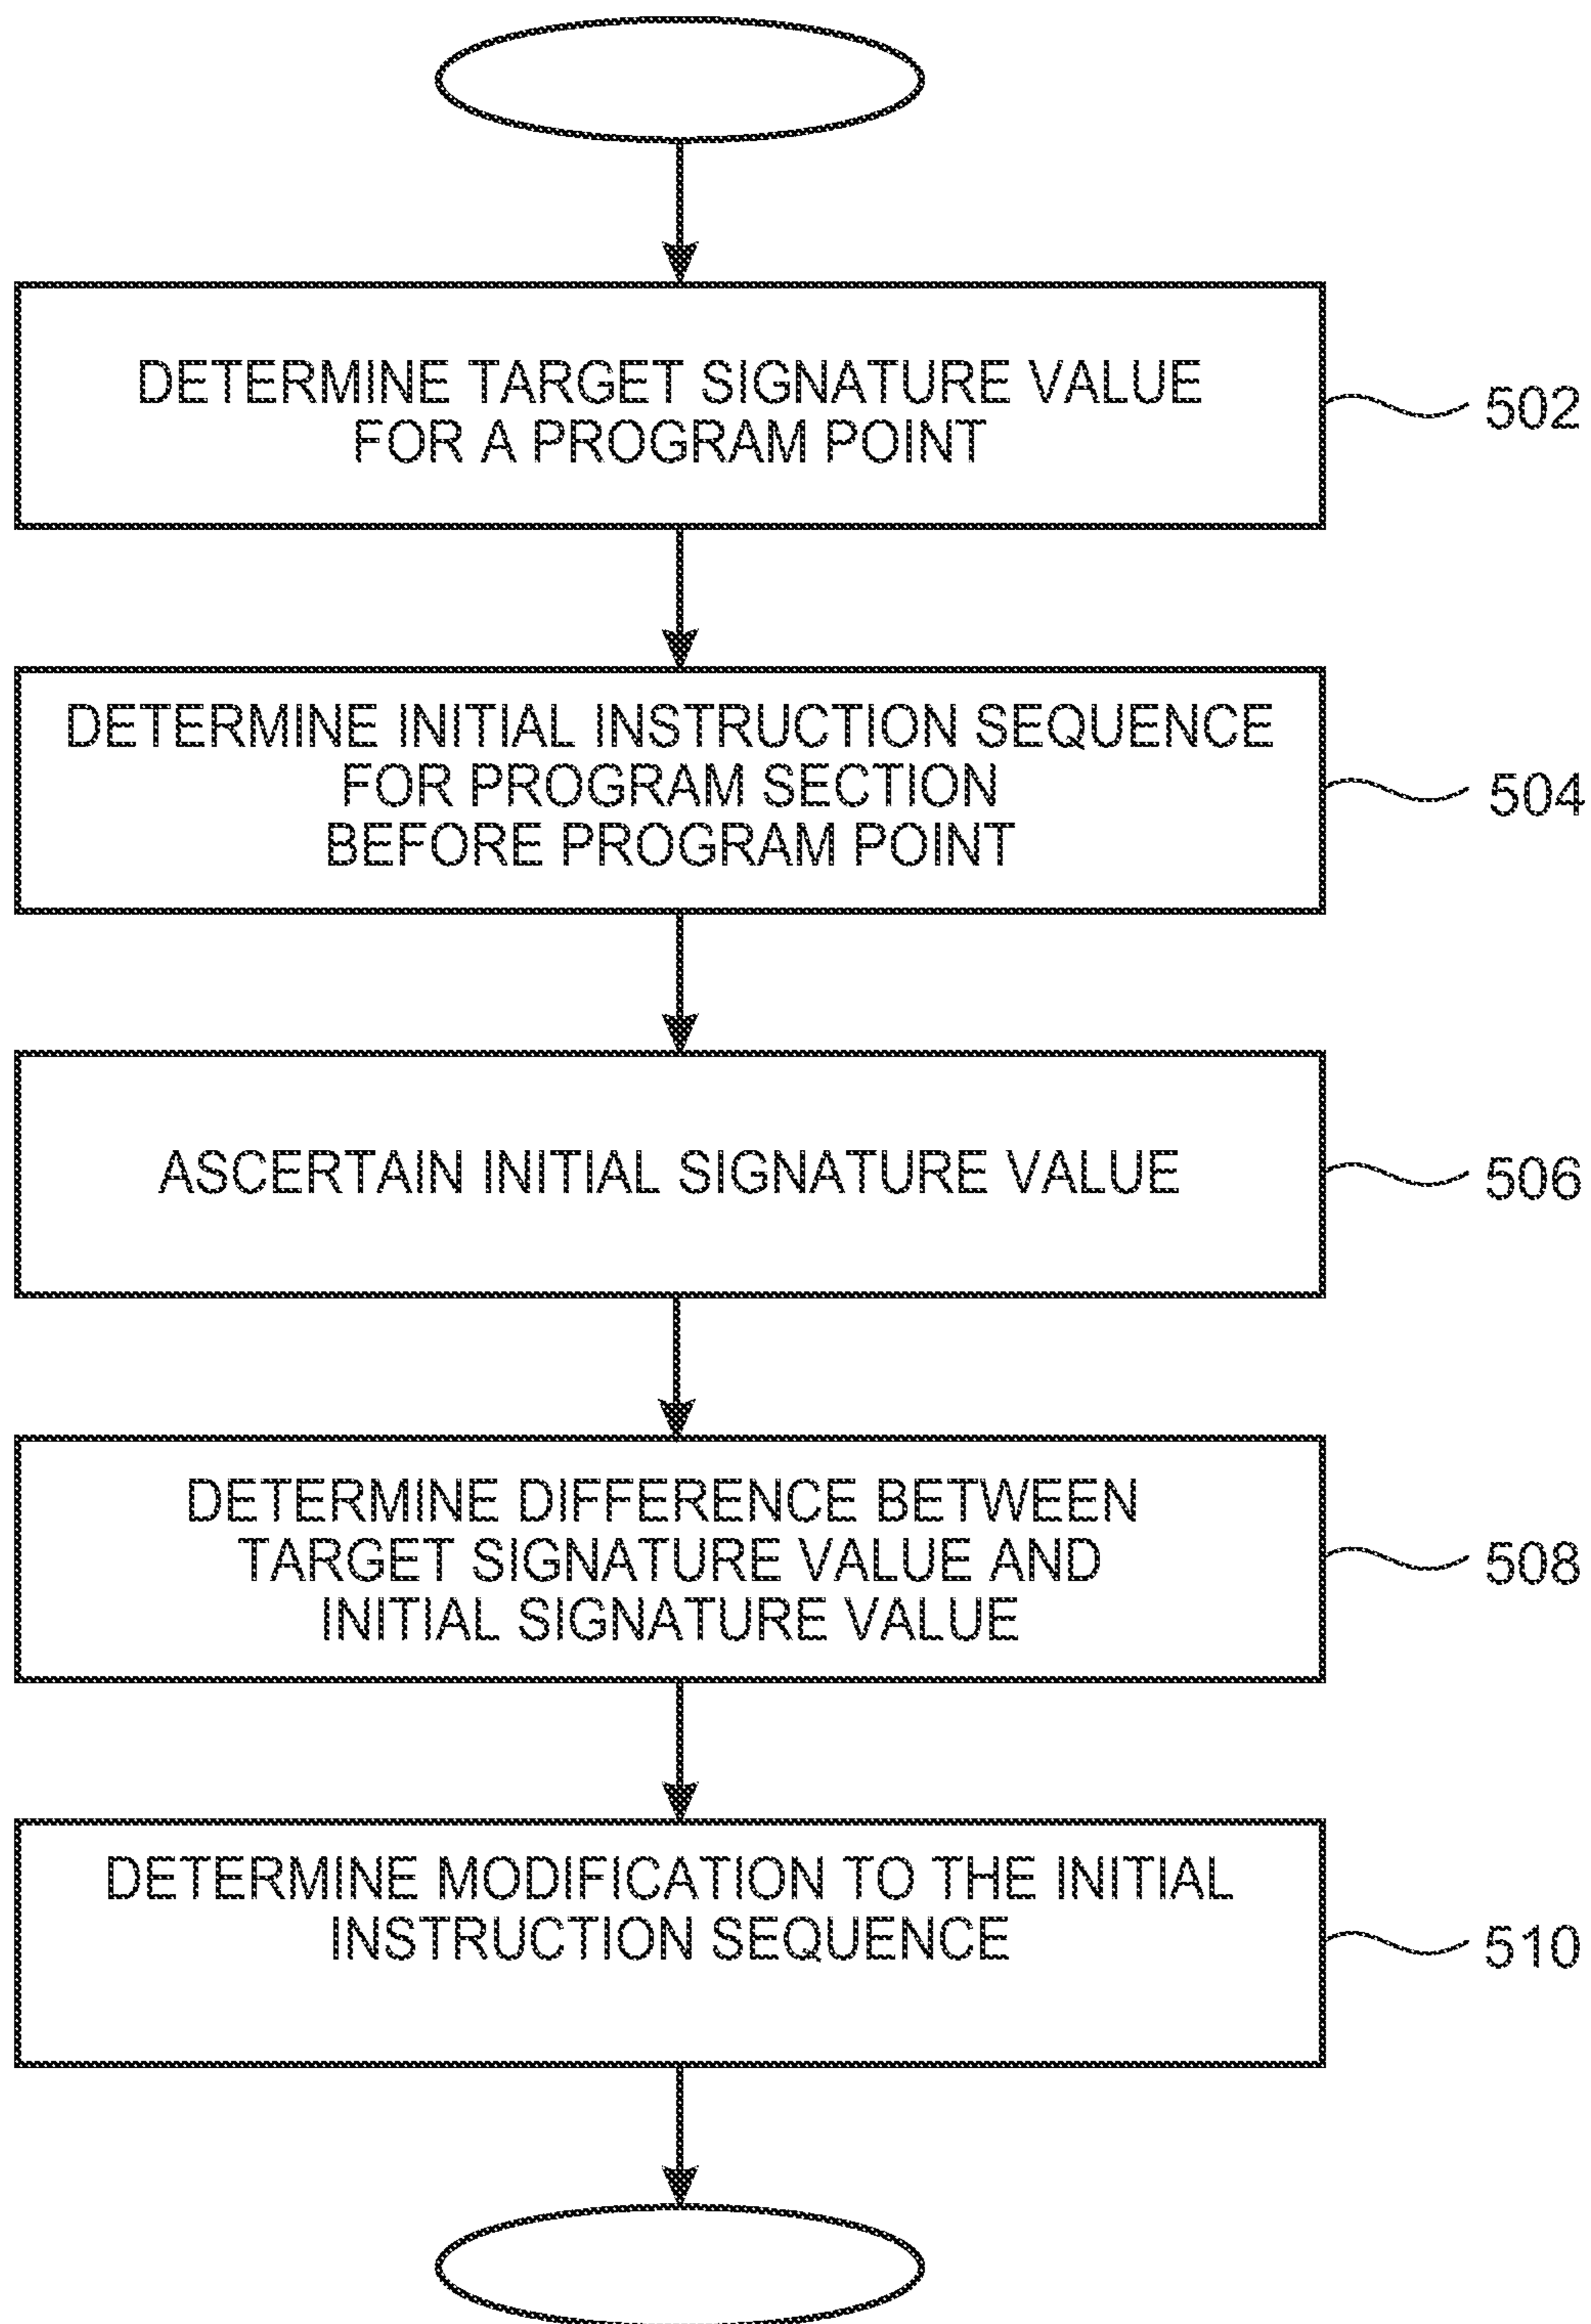 DETERMINE TARGET SIGNATURE VALUE
FOR A PROGRAM POINT
502
DETERMINE INITIAL INSTRUCTION SEQUENCE
FOR PROGRAM SECTION
BEFORE PROGRAM POINT
504
ASCERTAIN INITIAL SIGNATURE VALUE
506
DETERMINE DIFFERENCE BETWEEN
TARGET SIGNATURE VALUE AND
INITIAL SIGNATURE VALUE
508
DETERMINE MODIFICATION TO THE INITIAL
INSTRUCTION SEQUENCE
510